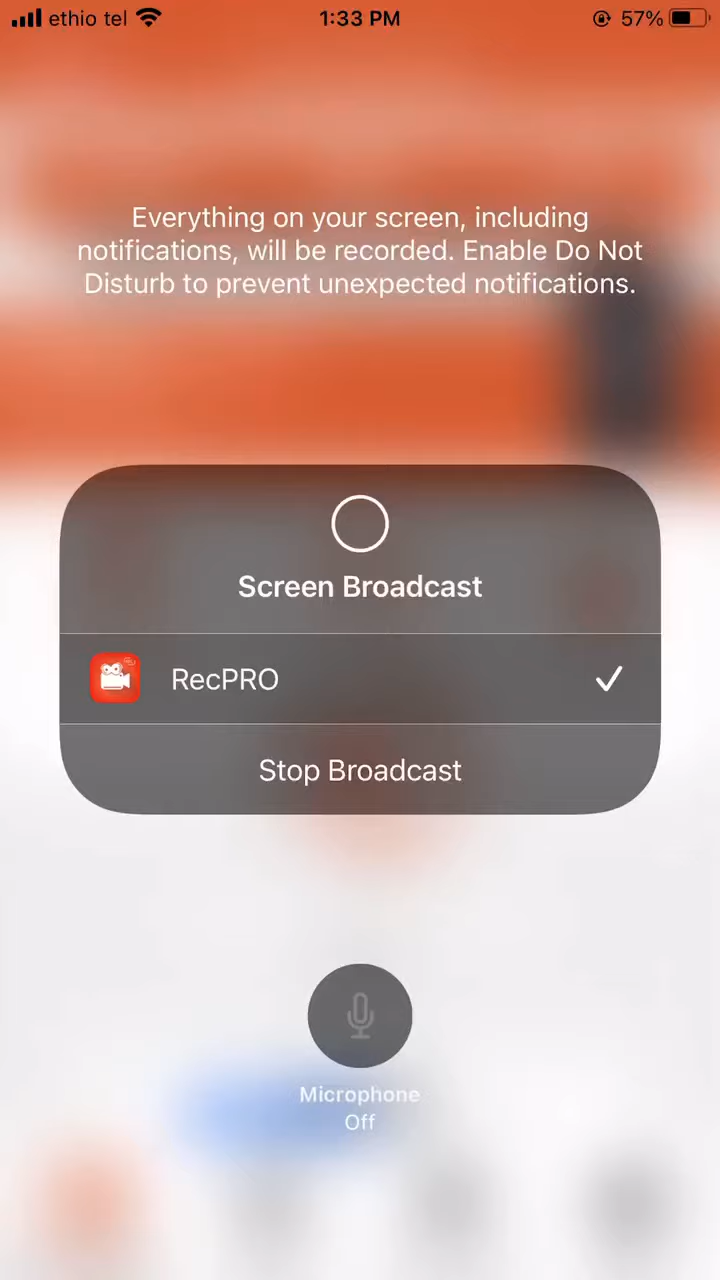 ethio tel
1:33 PM
57%
Everything on your screen, including
notifications, will be recorded. Enable Do Not
Disturb to prevent unexpected notifications.
Screen Broadcast
RecPRO
Stop Broadcast
Microphone
Off